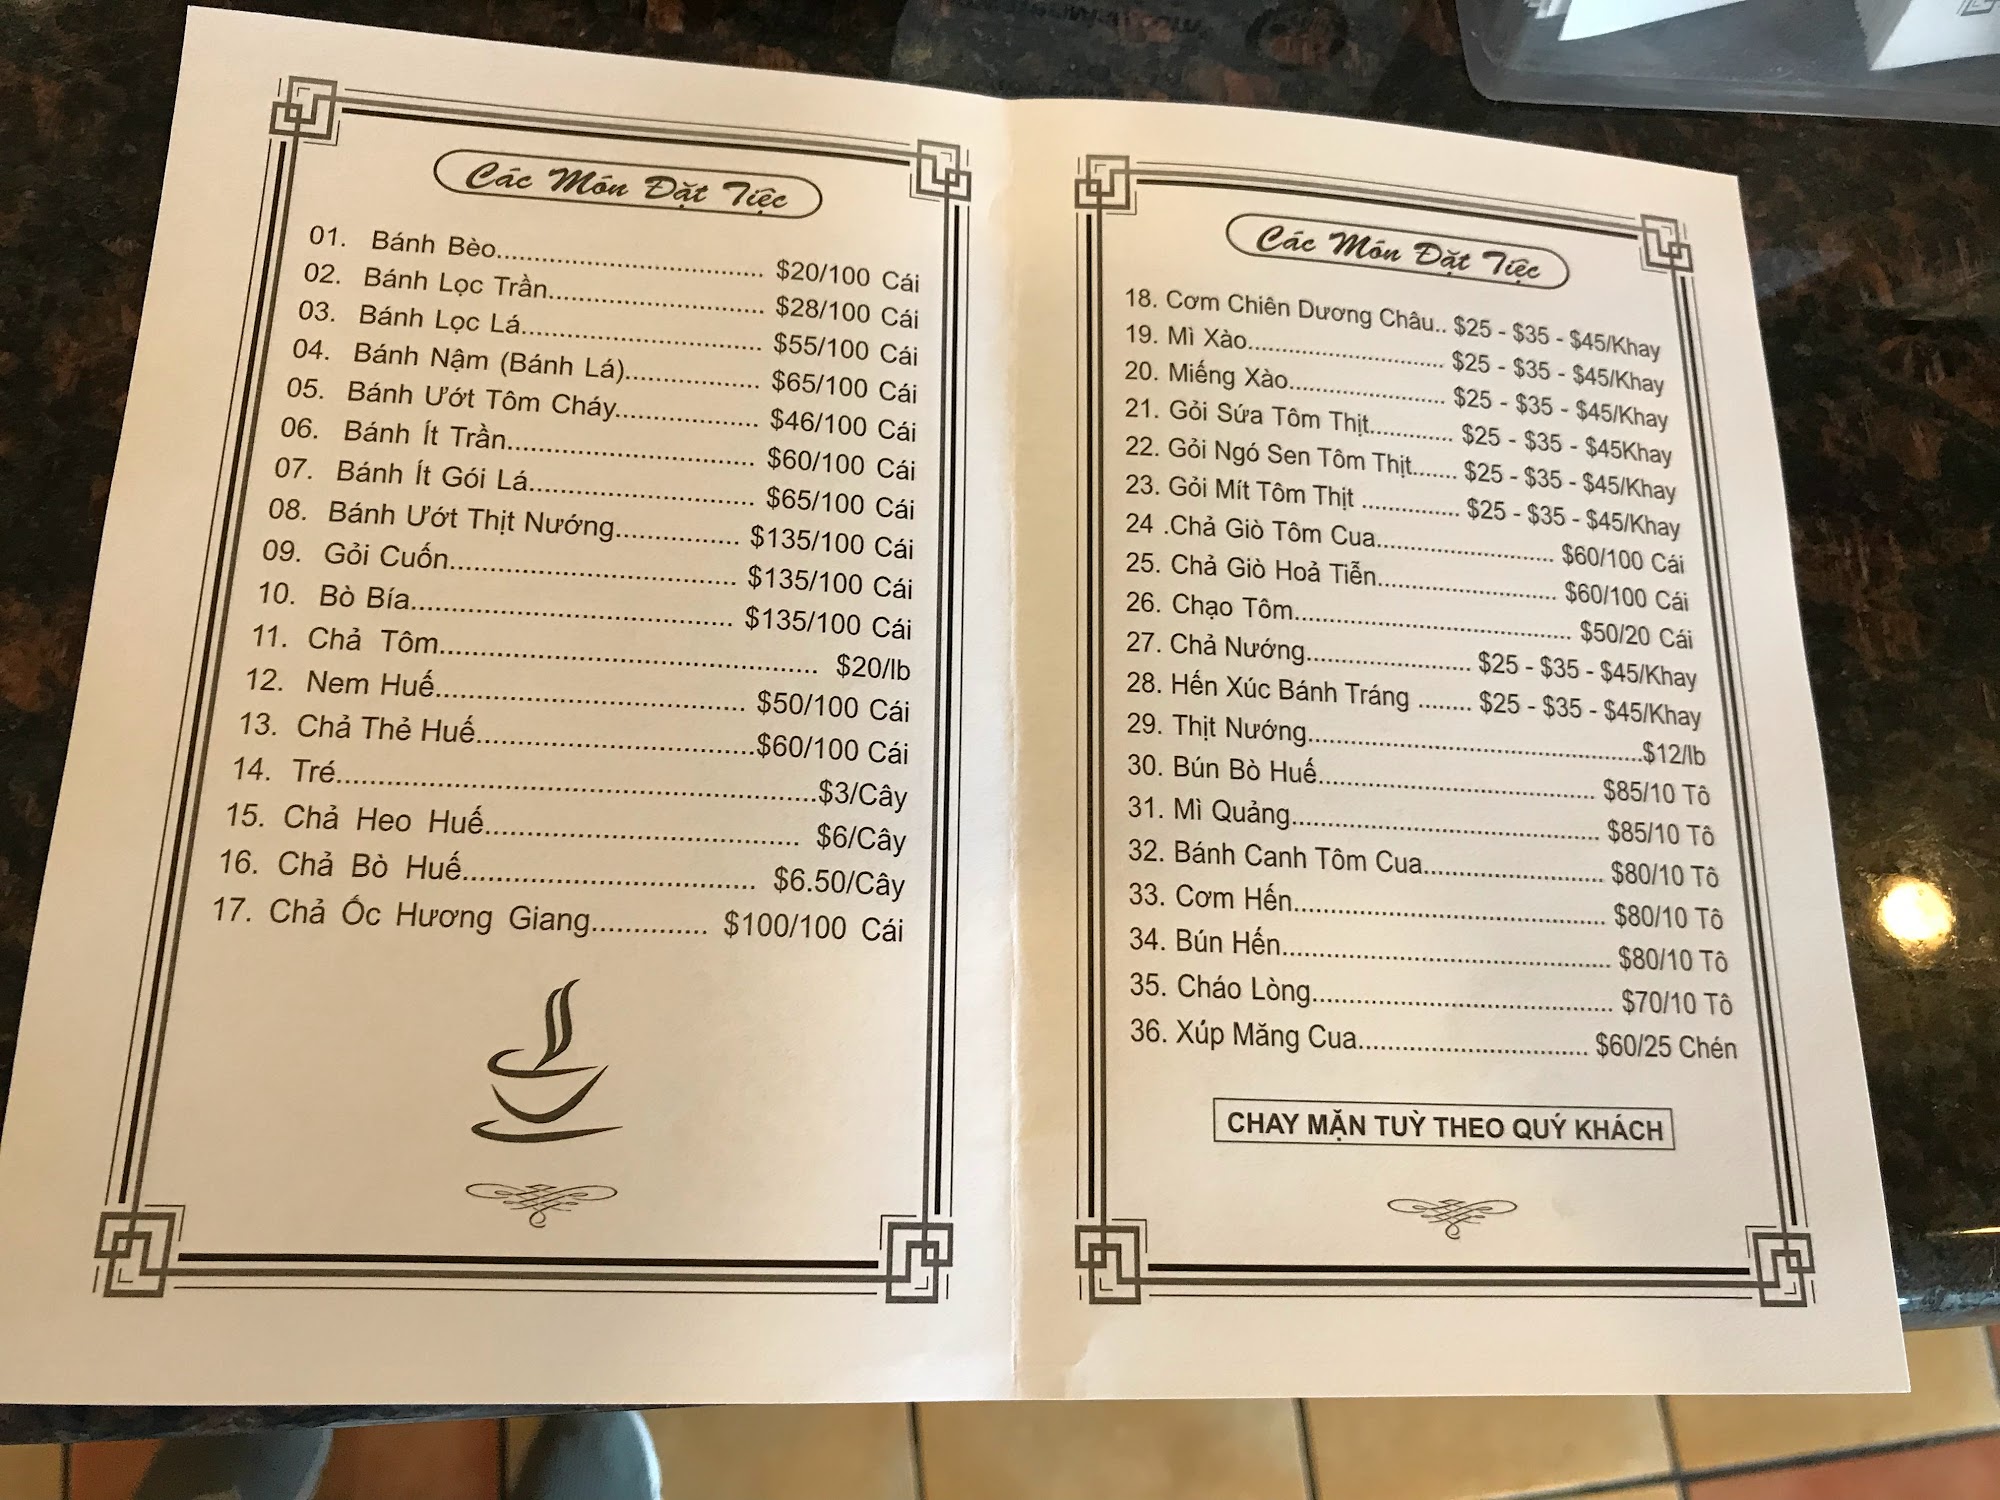 Các Món Đặt Tiệc
01. Bánh Bèo................................ $20/100 Cái
02. Bánh Lọc Trần.......................... $28/100 Cái
03. Bánh Lọc Lá............................. $55/100 Cái
04. Bánh Nậm (Bánh Lá)................ $65/100 Cái
05. Bánh Ướt Tôm Cháy................. $46/100 Cái
06. Bánh Ít Trần.............................. $60/100 Cái
07. Bánh Ít Gói Lá........................... $65/100 Cái
08. Bánh Ướt Thịt Nướng............... $135/100 Cái
09. Gỏi Cuốn.................................. $135/100 Cái
10. Bò Bía...................................... $135/100 Cái
11. Chả Tôm............................................. $20/lb
12. Nem Huế..................................... $50/100 Cái
13. Chả Thẻ Huế.................................$60/100 Cái
14. Tré.........................................................$3/Cây
15. Chả Heo Huế..................................... $6/Cây
16. Chả Bò Huế.................................. $6.50/Cây
17. Chả Ốc Hương Giang.............. $100/100 Cái
Các Món Đặt Tiệc
18. Cơm Chiên Dương Châu.. $25 - $35 - $45/Khay
19. Mì Xào.......................... $25 - $35 - $45/Khay
20. Miếng Xào..................... $25 - $35 - $45/Khay
21. Gỏi Sứa Tôm Thịt............ $25 - $35 - $45Khay
22. Gỏi Ngó Sen Tôm Thịt...... $25 - $35 - $45/Khay
23. Gỏi Mít Tôm Thịt ............. $25 - $35 - $45/Khay
24 .Chả Giò Tôm Cua........................ $60/100 Cái
25. Chả Giò Hoả Tiễn........................ $60/100 Cái
26. Chạo Tôm..................................... $50/20 Cái
27. Chả Nướng...................... $25 - $35 - $45/Khay
28. Hến Xúc Bánh Tráng ........ $25 - $35 - $45/Khay
29. Thịt Nướng.............................................$12/lb
30. Bún Bò Huế..................................... $85/10 Tô
31. Mì Quảng......................................... $85/10 Tô
32. Bánh Canh Tôm Cua........................ $80/10 Tô
33. Cơm Hến.......................................... $80/10 Tô
34. Bún Hến............................................ $80/10 Tô
35. Cháo Lòng......................................... $70/10 Tô
36. Xúp Măng Cua............................... $60/25 Chén
CHAY MẶN TUỲ THEO QUÝ KHÁCH